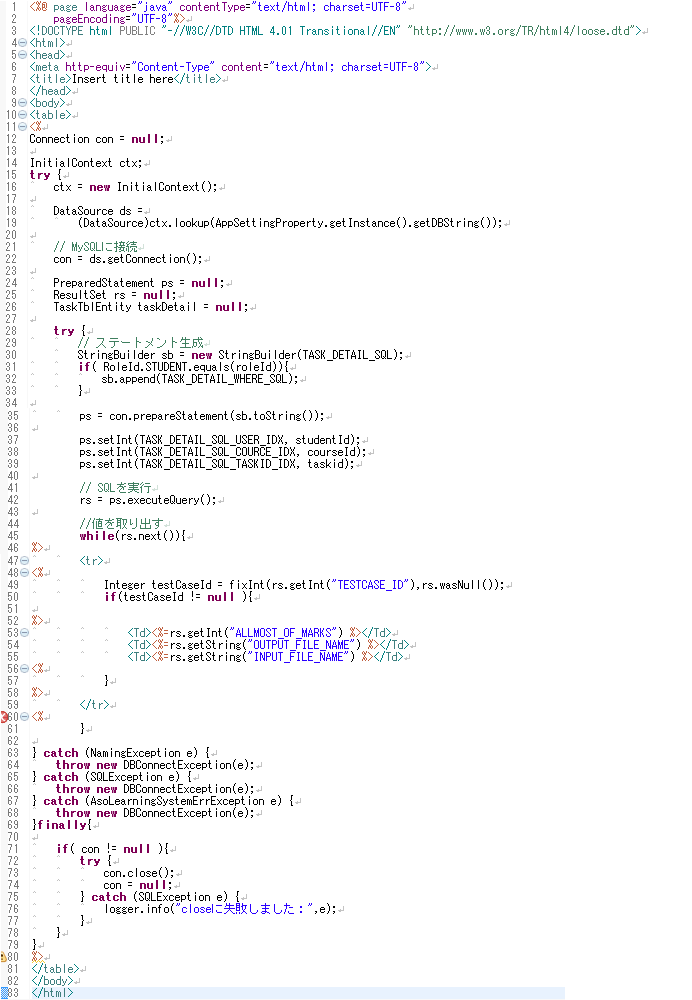 1 <%@ page language="java" contentType="text/html; charset=UTF-8"
2 pageEncoding="UTF-8"%>
3 <!DOCTYPE html PUBLIC "-//W3C//DTD HTML 4.01 Transitional//EN" "http://www.w3.org/TR/html4/loose.dtd">
4 <html>
5 <head>
6 <meta http-equiv="Content-Type" content="text/html; charset=UTF-8">
7 <title>Insert title here</title>
8 </head>
9 <body>
10 <table>
11 <%
12 Connection con = null;
13
14 InitialContext ctx;
15 try {
16 ctx = new InitialContext();
17
18 DataSource ds =
19 (DataSource)ctx.lookup(AppSettingProperty.getInstance().getDBString());
20
21 // MySQLに接続
22 con = ds.getConnection();
23
24 PreparedStatement ps = null;
25 ResultSet rs = null;
26 TaskTblEntity taskDetail = null;
27
28 try {
29 // ステートメント生成
30 StringBuilder sb = new StringBuilder(TASK_DETAIL_SQL);
31 if( RoleId.STUDENT.equals(roleId)){
32 sb.append(TASK_DETAIL_WHERE_SQL);
33 }
34
35 ps = con.prepareStatement(sb.toString());
36
37 ps.setInt(TASK_DETAIL_SQL_USER_IDX, studentId);
38 ps.setInt(TASK_DETAIL_SQL_COURCE_IDX, courseId);
39 ps.setInt(TASK_DETAIL_SQL_TASKID_IDX, taskid);
40
41 // SQLを実行
42 rs = ps.executeQuery();
43
44 //値を取り出す
45 while(rs.next()){
46 %>
47 <tr>
48 <%
49 Integer testCaseId = fixInt(rs.getInt("TESTCASE_ID"),rs.wasNull());
50 if(testCaseId != null ){
51
52 %>
53 <Td><%=rs.getInt("ALLMOST_OF_MARKS") %></Td>
54 <Td><%=rs.getString("OUTPUT_FILE_NAME") %></Td>
55 <Td><%=rs.getString("INPUT_FILE_NAME") %></Td>
56 <%
57 }
58 %>
59 </tr>
60 <%
61 }
62
63 } catch (NamingException e) {
64 throw new DBConnectException(e);
65 } catch (SQLException e) {
66 throw new DBConnectException(e);
67 } catch (AsoLearningSystemErrException e) {
68 throw new DBConnectException(e);
69 }finally{
70
71 if( con != null ){
72 try {
73 con.close();
74 con = null;
75 } catch (SQLException e) {
76 logger.info("closeに失敗しました：",e);
77 }
78 }
79 }
80 %>
81 </table>
82 </body>
83 </html>